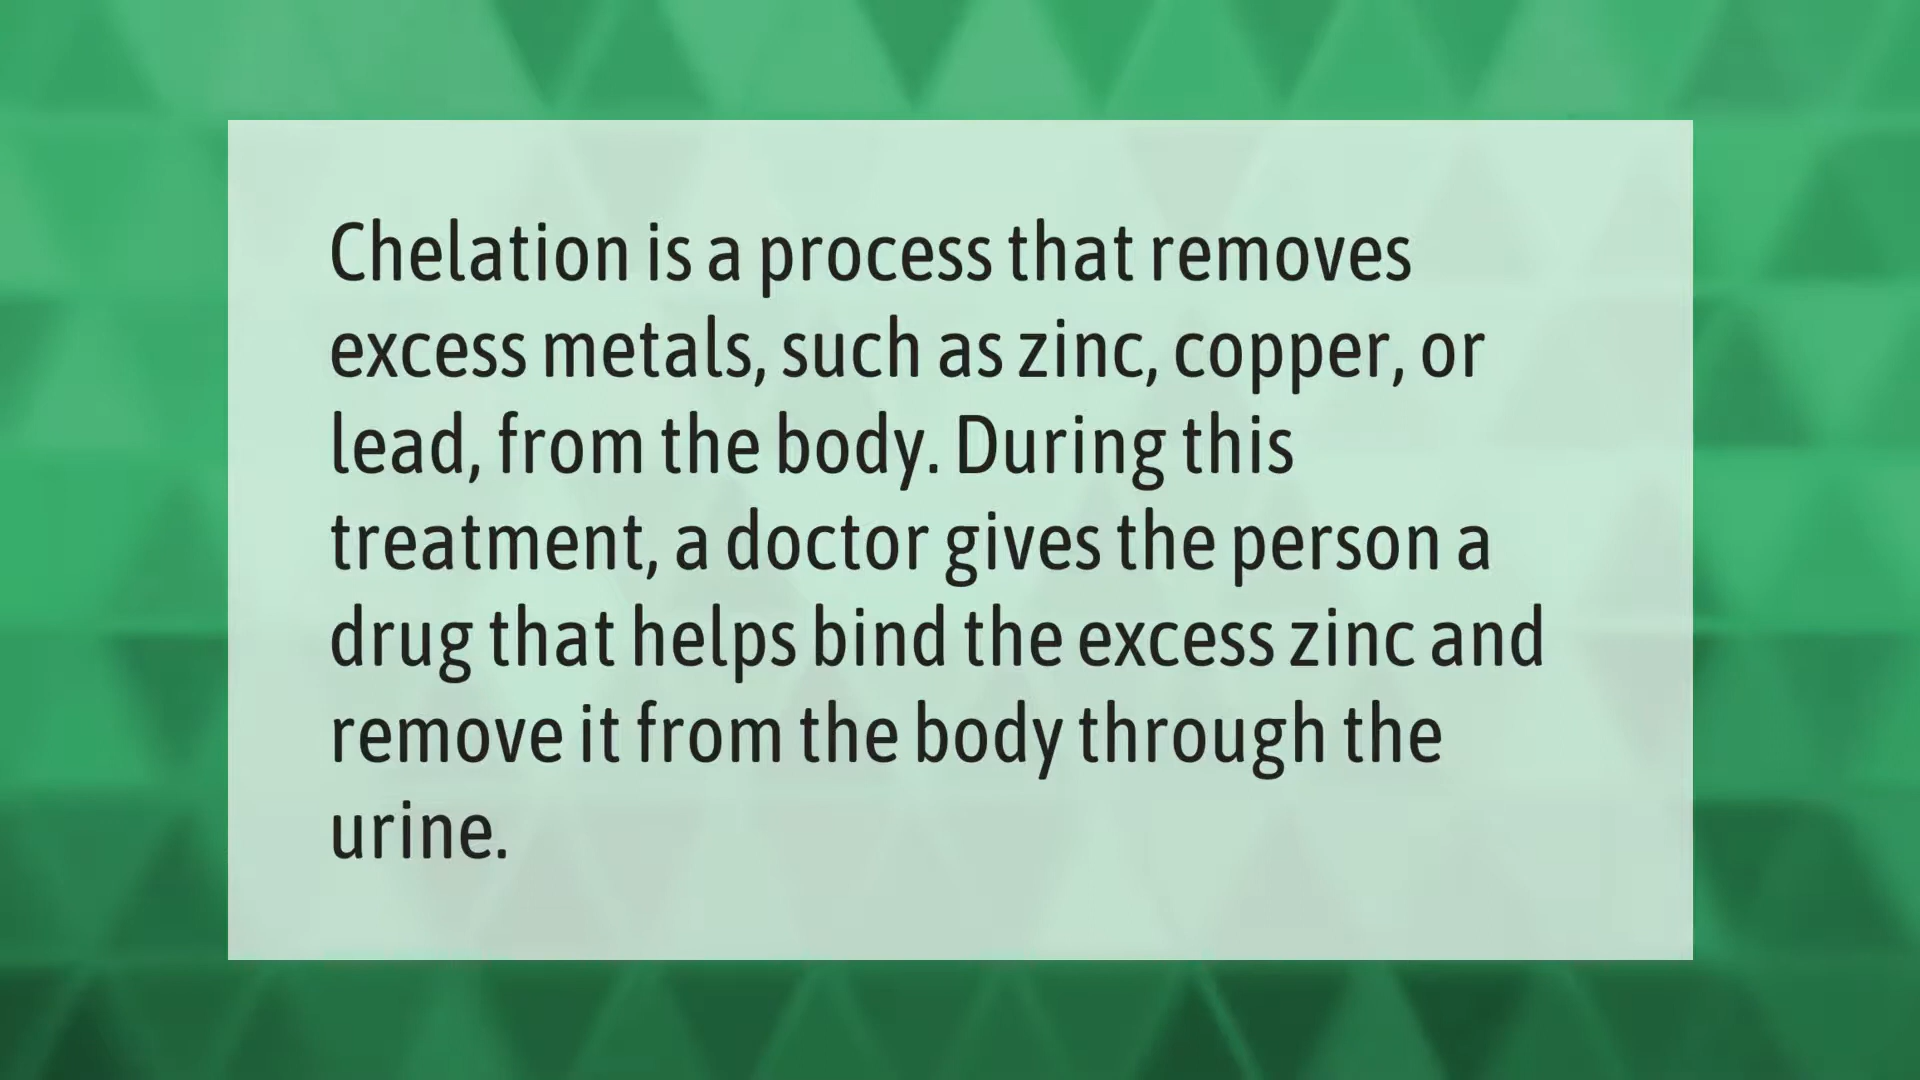 Chelation is a process that removes
excess metals, such as zinc, copper, or
lead, from the body. During this
treatment, a doctor gives the person a
drug that helps bind the excess zinc and
remove it from the body through the
urine.